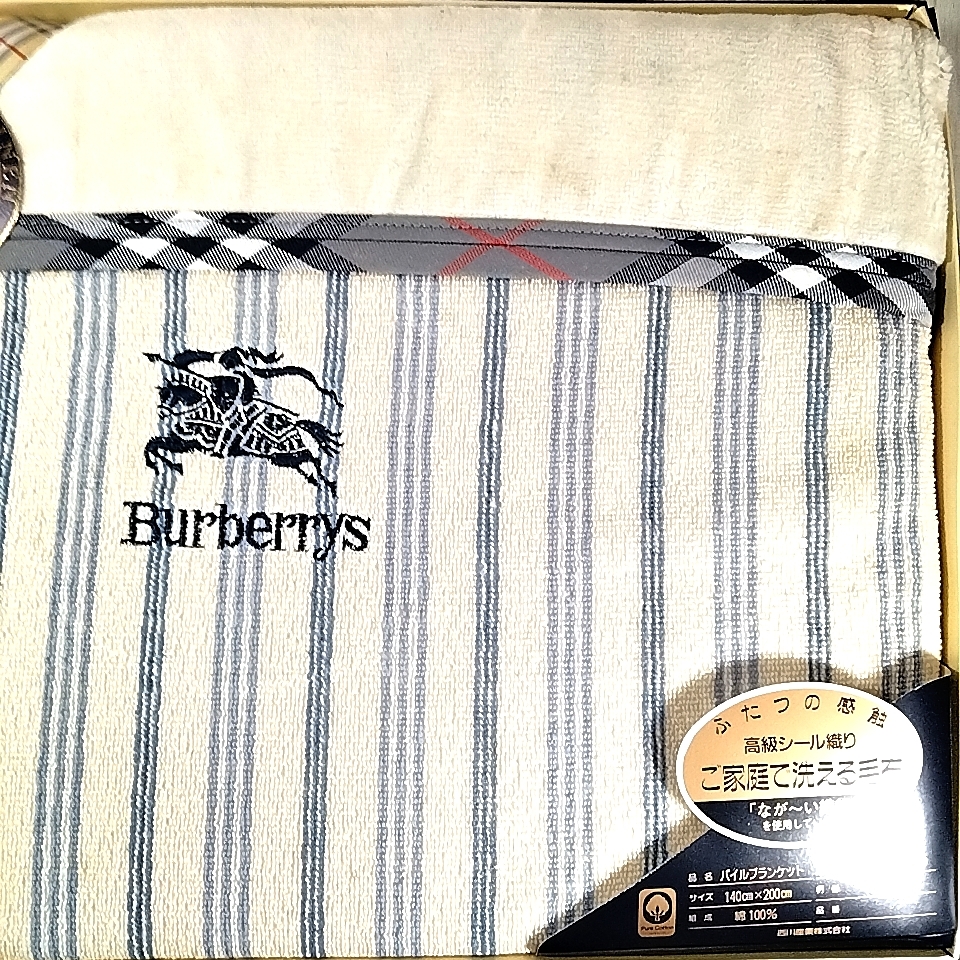 Burberrys
ふたつの感触
高級シール織り
ご家庭で洗える毛布
「なが〜い
を使用し
品名 パイルブランケット
サイズ 140cm×200cm
組成 綿100%
品番
Pure Cotton
西川産業株式会社